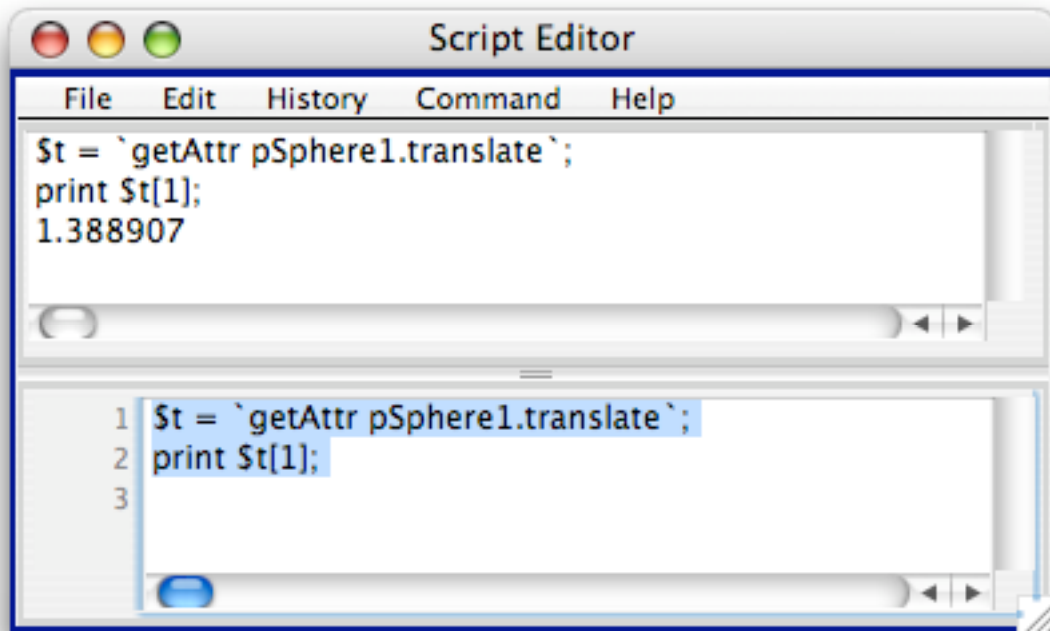 Script Editor
File Edit History Command Help
$t = `getAttr pSphere1.translate`;
print $t[1];
1.388907
1 $t = `getAttr pSphere1.translate`;
2 print $t[1];
3